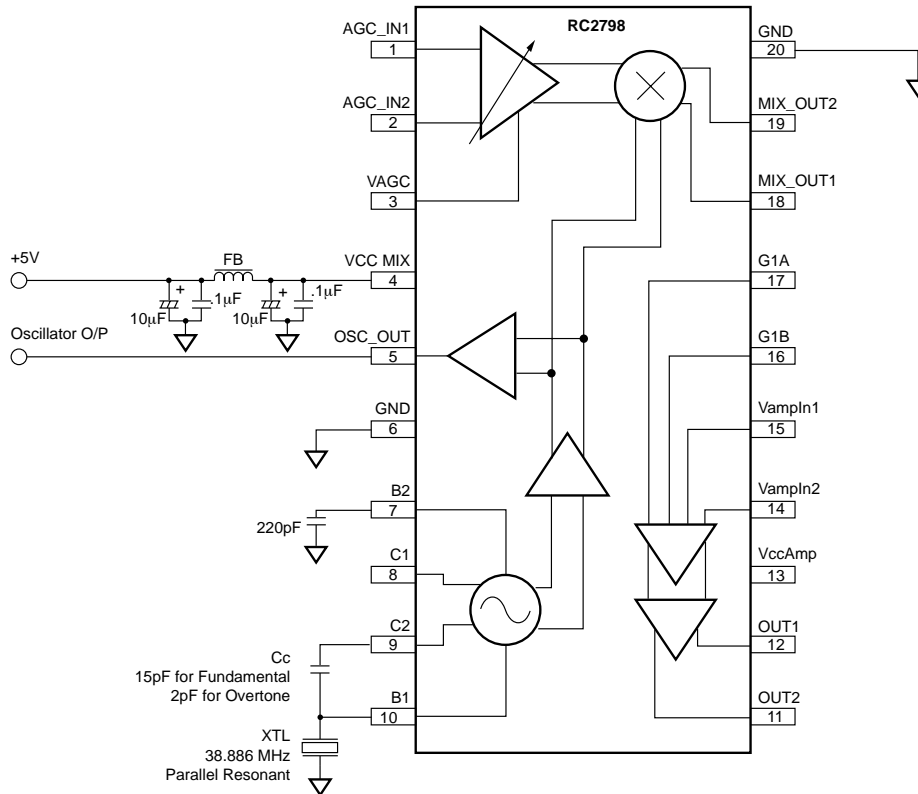 RC2798
AGC_IN1
1
AGC_IN2
2
VAGC
3
+5V
FB
VCC MIX
4
+
.1µF
+
.1µF
10µF
10µF
Oscillator O/P
OSC_OUT
5
GND
6
B2
7
220pF
C1
8
C2
9
Cc
15pF for Fundamental
2pF for Overtone
B1
10
XTL
38.886 MHz
Parallel Resonant
GND
20
MIX_OUT2
19
MIX_OUT1
18
G1A
17
G1B
16
VampIn1
15
VampIn2
14
VccAmp
13
OUT1
12
OUT2
11